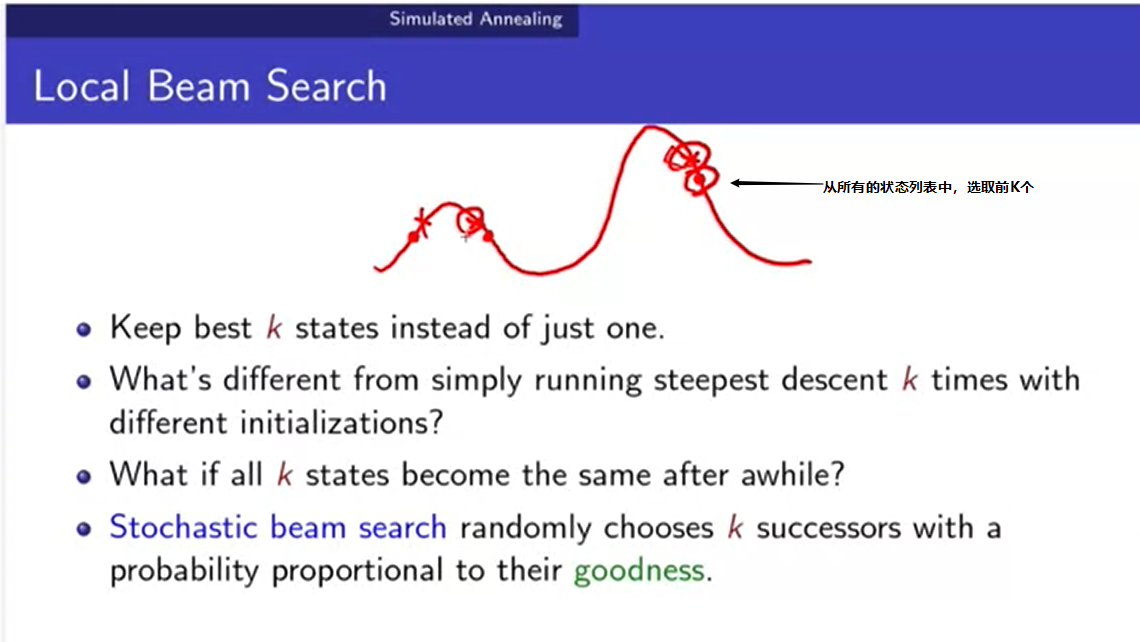 Simulated Annealing
Local Beam Search
从所有的状态列表中，选取前K个
Keep best k states instead of just one.
What's different from simply running steepest descent k times with
different initializations?
What if all k states become the same after awhile?
Stochastic beam search randomly chooses k successors with a
probability proportional to their goodness.